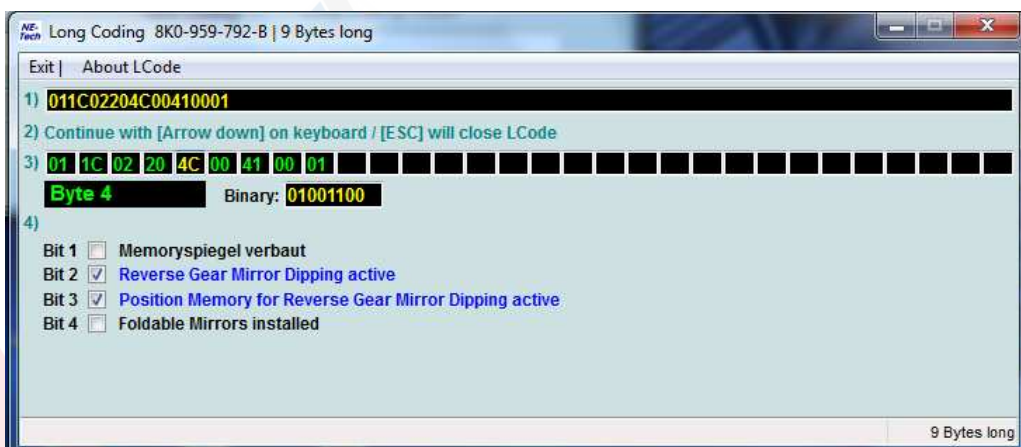 NE-Tech Long Coding 8K0-959-792-B | 9 Bytes long
Exit | About LCode
1) 011C02204C00410001
2) Continue with [Arrow down] on keyboard / [ESC] will close LCode
3) 01 1C 02 20 4C 00 41 00 01
Byte 4 Binary: 01001100
4)
Bit 1 Memoryspiegel verbaut
Bit 2 Reverse Gear Mirror Dipping active
Bit 3 Position Memory for Reverse Gear Mirror Dipping active
Bit 4 Foldable Mirrors installed
9 Bytes long